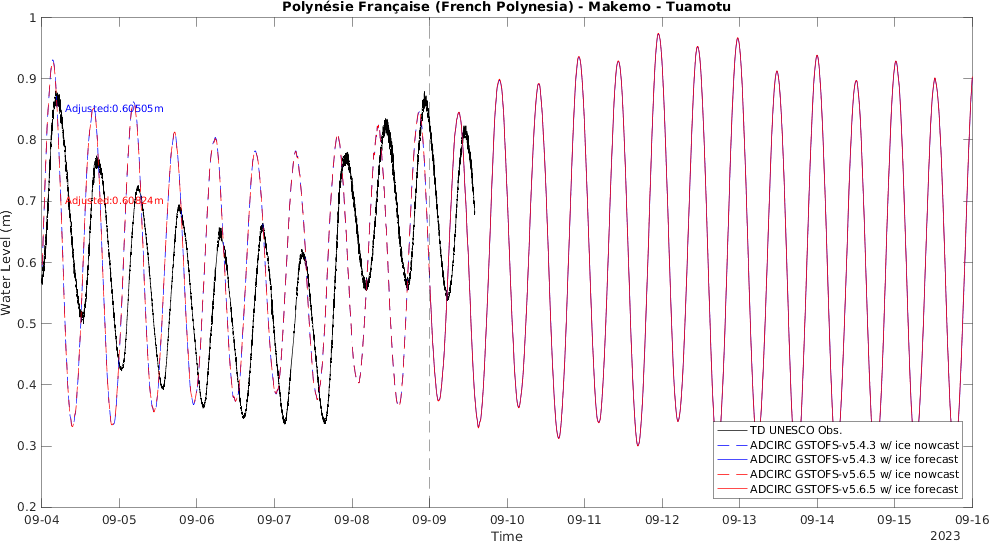 Polynésie Française (French Polynesia) - Makemo - Tuamotu
1
0.9
0.8
0.7
0.6
0.5
0.4
0.3
0.2
Water Level (m)
Adjusted:0.60505m
Adjusted:0.60824m
TD UNESCO Obs.
ADCIRC GSTOFS-v5.4.3 w/ ice nowcast
ADCIRC GSTOFS-v5.4.3 w/ ice forecast
ADCIRC GSTOFS-v5.6.5 w/ ice nowcast
ADCIRC GSTOFS-v5.6.5 w/ ice forecast
09-04 09-05 09-06 09-07 09-08 09-09 09-10 09-11 09-12 09-13 09-14 09-15 09-16
Time
2023